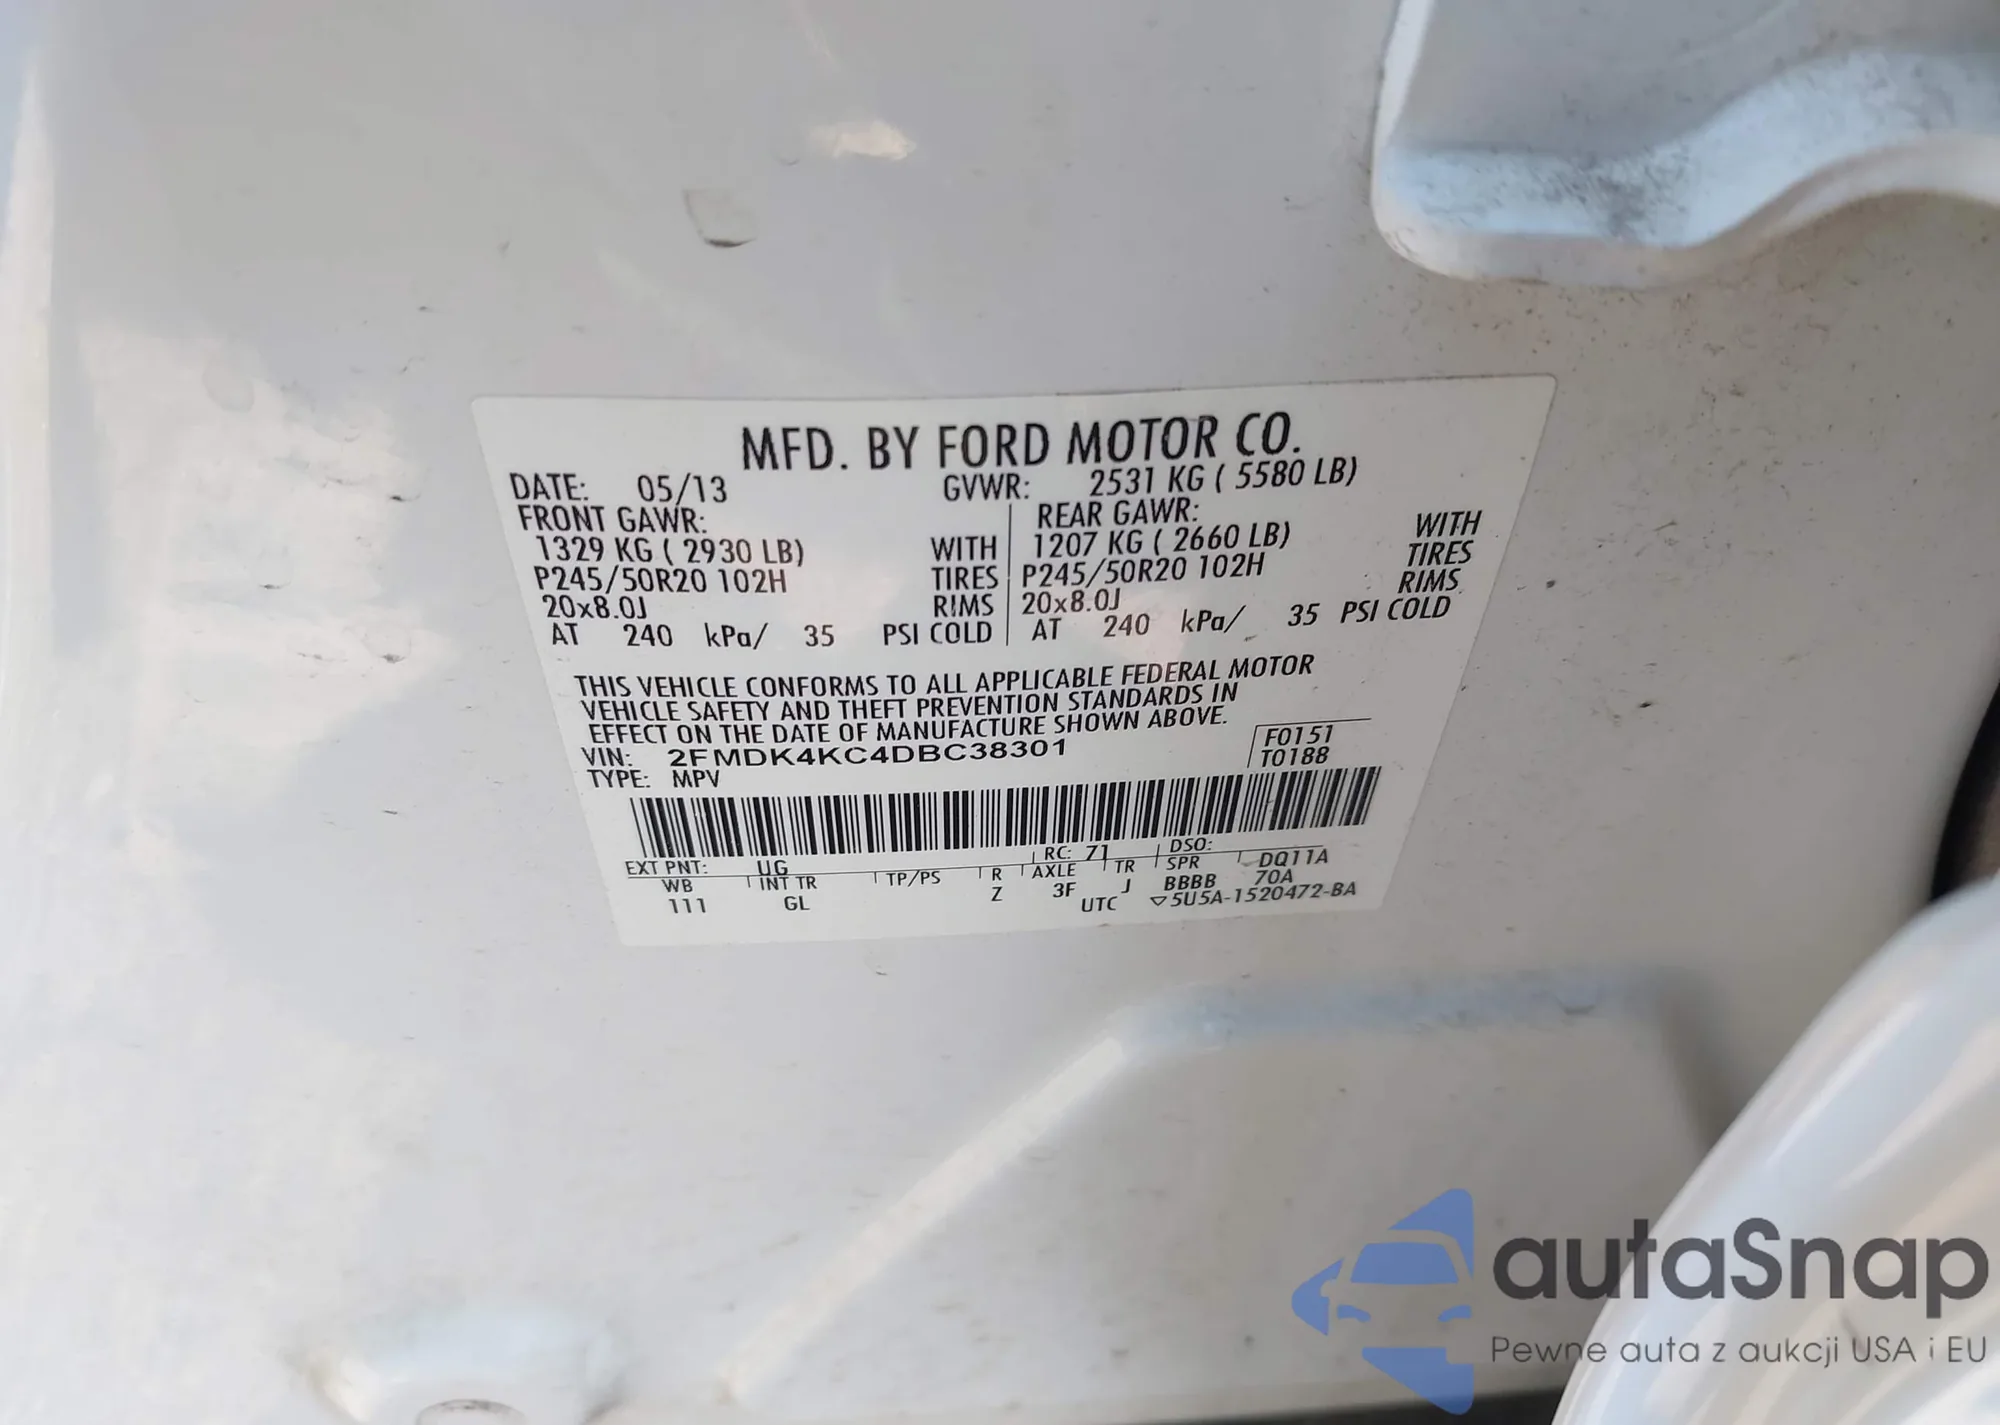 MFD. BY FORD MOTOR CO.
DATE: 05/13 GVWR: 2531 KG ( 5580 LB)
FRONT GAWR: REAR GAWR:
1329 KG ( 2930 LB) WITH 1207 KG ( 2660 LB) WITH
P245/50R20 102H TIRES P245/50R20 102H TIRES
20x8.0J RIMS 20x8.0J RIMS
AT 240 kPa/ 35 PSI COLD AT 240 kPa/ 35 PSI COLD
THIS VEHICLE CONFORMS TO ALL APPLICABLE FEDERAL MOTOR
VEHICLE SAFETY AND THEFT PREVENTION STANDARDS IN
EFFECT ON THE DATE OF MANUFACTURE SHOWN ABOVE.
VIN: 2FMDK4KC4DBC38301 F0151
TYPE: MPV T0188
EXT PNT: UG RC: 71 DSO:
WB INT TR TP/PS R AXLE TR SPR DQ11A
111 GL Z 3F J BBBB 70A
UTC ▽5U5A-1520472-BA
autaSnap
Pewne auta z aukcji USA i EU